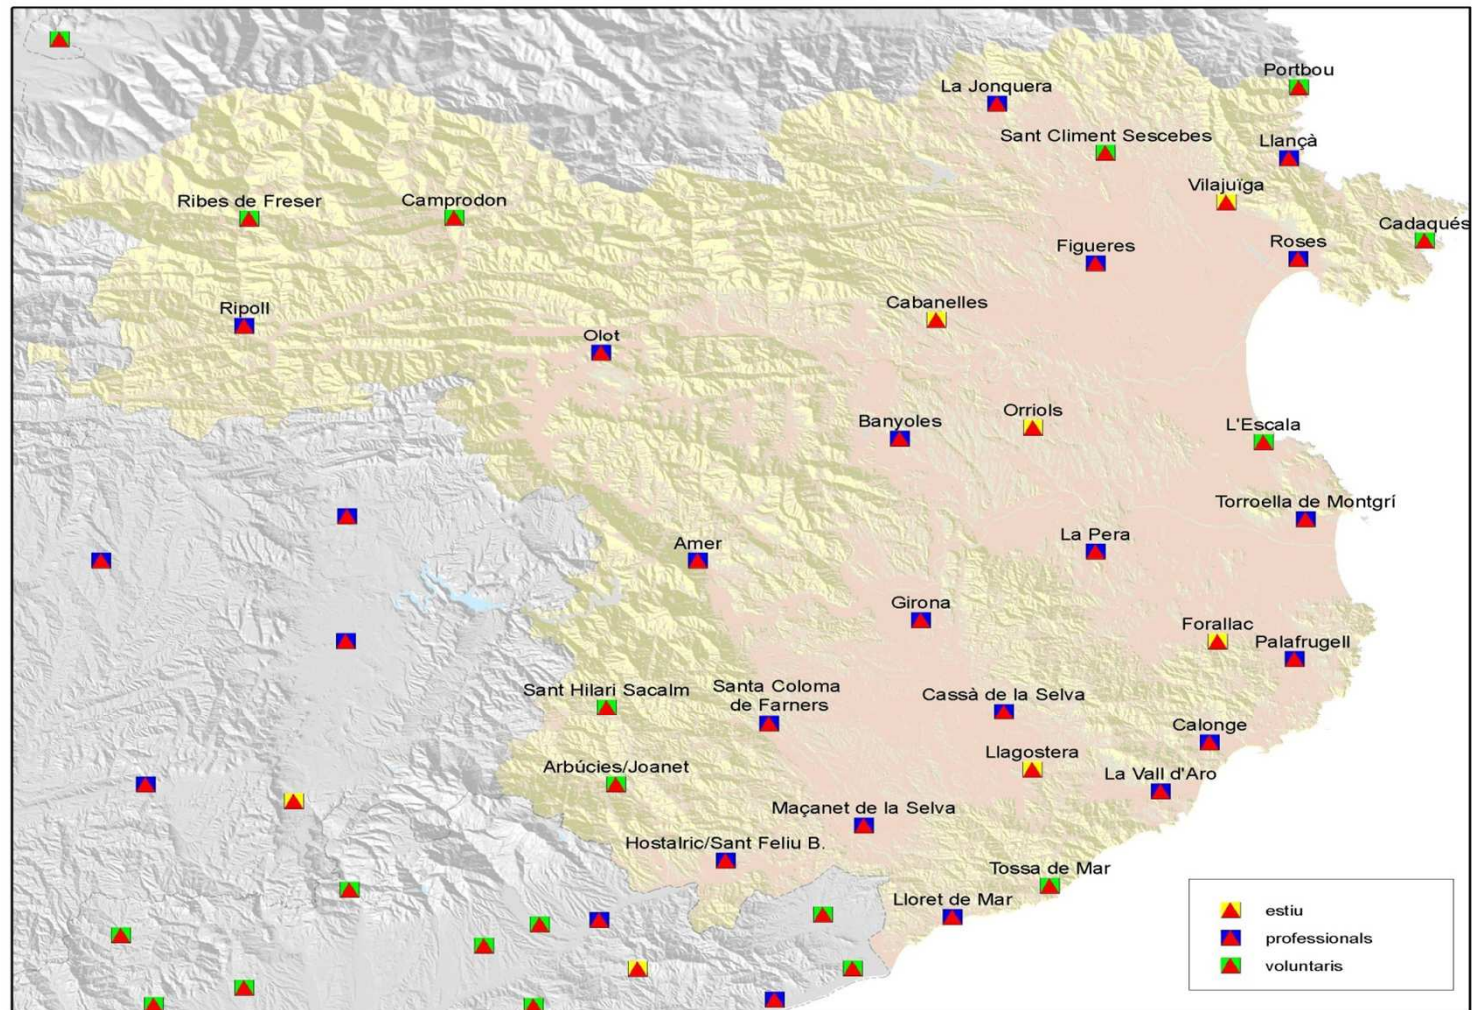 Portbou
La Jonquera
Sant Climent Sescebes
Llançà
Vilajuïga
Ribes de Freser
Camprodon
Cadaqués
Figueres
Roses
Cabanelles
Ripoll
Olot
Orriols
Banyoles
L'Escala
Torroella de Montgrí
La Pera
Amer
Girona
Forallac
Palafrugell
Sant Hilari Sacalm
Santa Coloma
de Farners
Cassà de la Selva
Calonge
Llagostera
Arbúcies/Joanet
La Vall d'Aro
Maçanet de la Selva
Hostalric/Sant Feliu B.
Tossa de Mar
Lloret de Mar
estiu
professionals
voluntaris